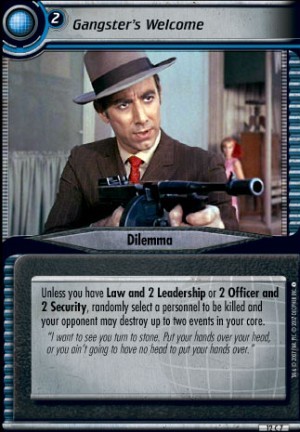 2
Gangster's Welcome
Dilemma
Unless you have Law and 2 Leadership or 2 Officer and
2 Security, randomly select a personnel to be killed and
your opponent may destroy up to two events in your core.
"I want to see you turn to stone. Put your hands over your head,
or you ain't going to have no head to put your hands over."